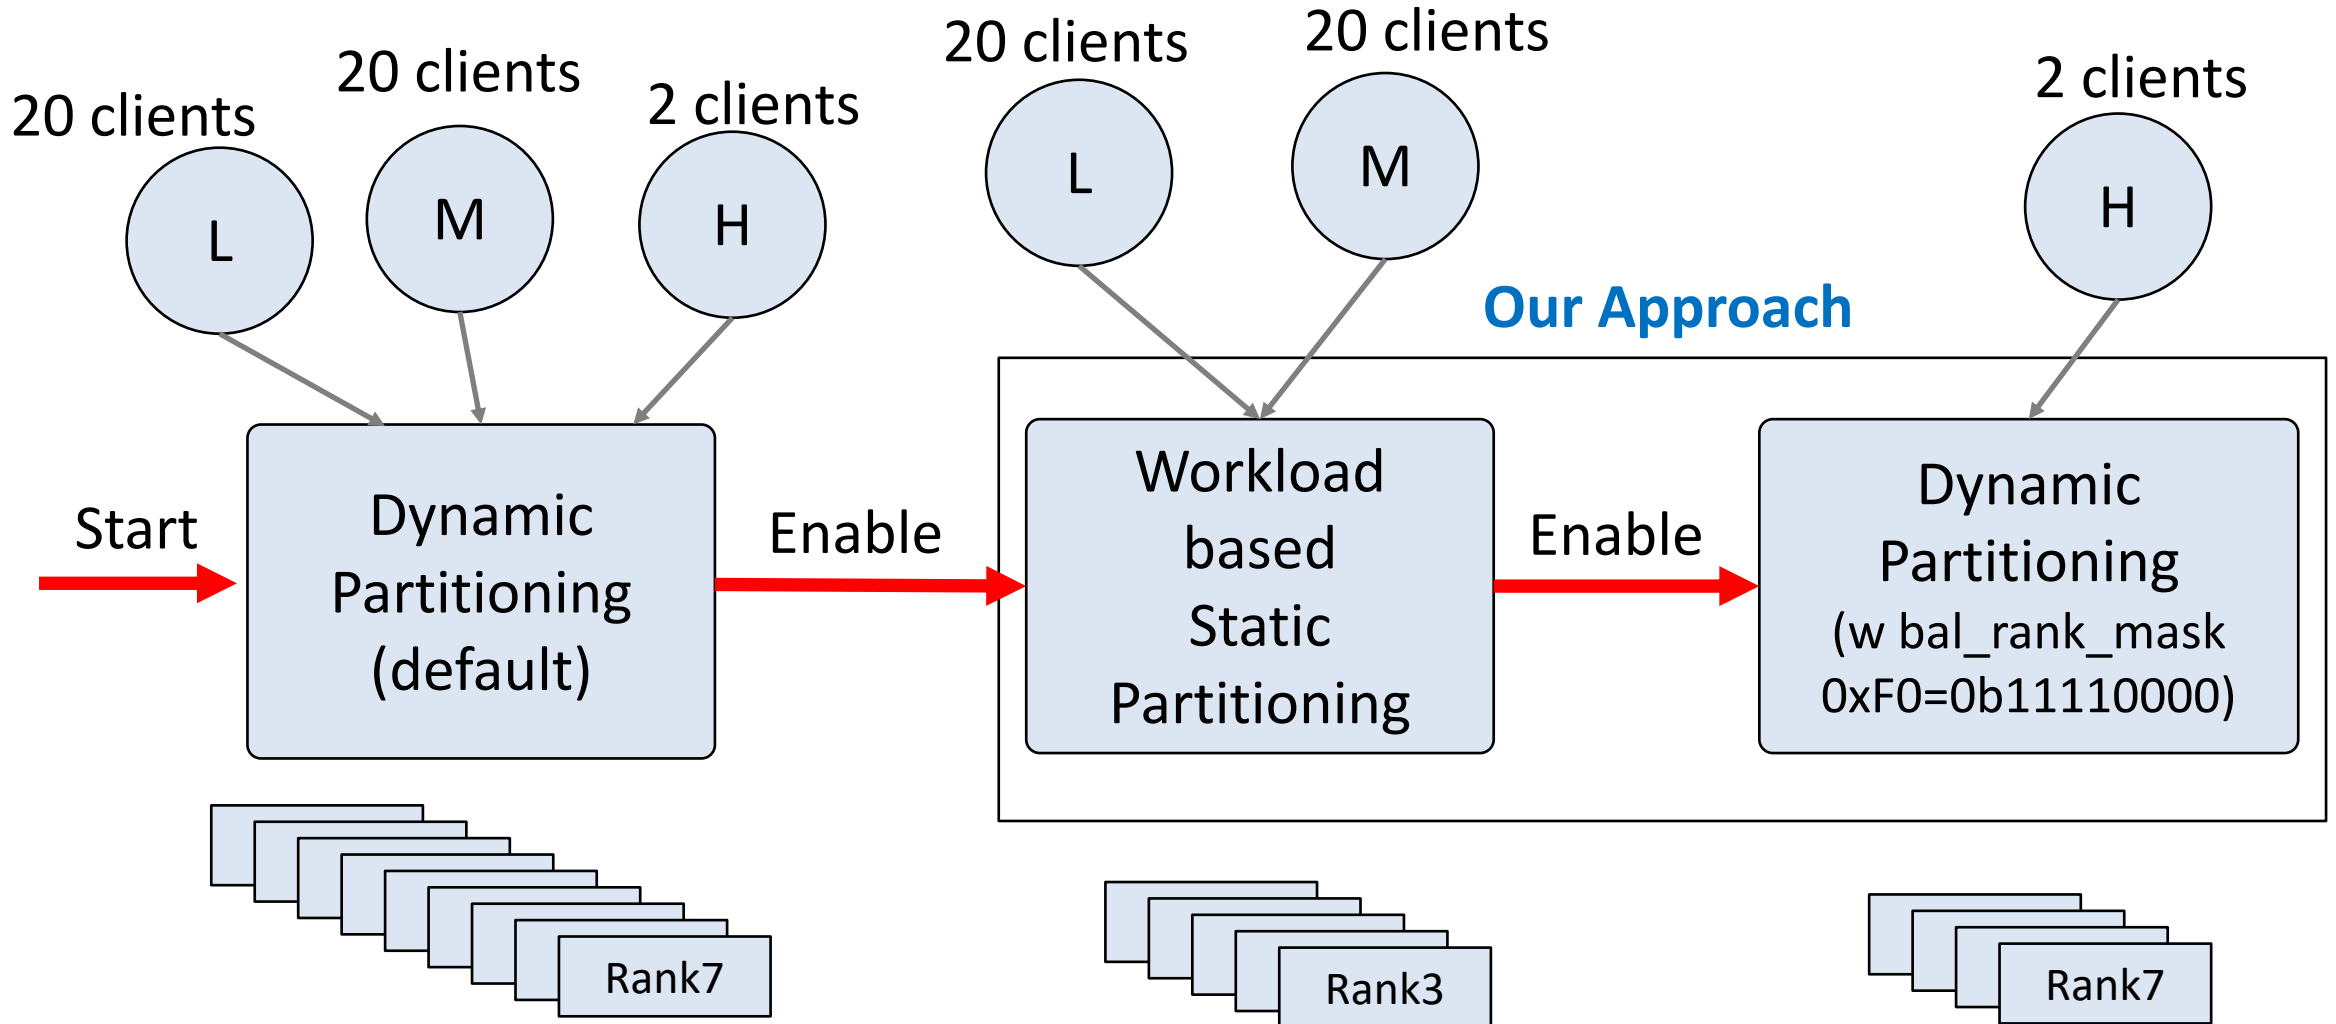 20 clients
20 clients
2 clients
20 clients
20 clients
2 clients
L
M
H
L
M
H
Our Approach
Start
Dynamic
Partitioning
(default)
Enable
Workload
based
Static
Partitioning
Enable
Dynamic
Partitioning
(w bal_rank_mask
0xF0=0b11110000)
Rank7
Rank3
Rank7